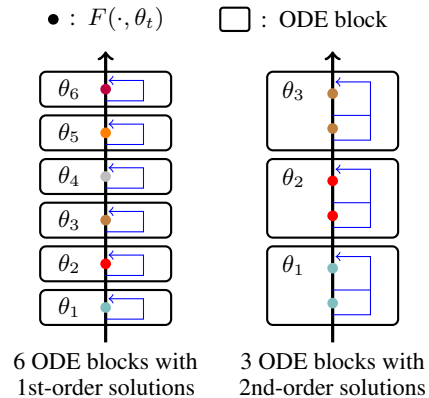 ● : F(·, θ_t)   : ODE block
θ_6
θ_5
θ_4
θ_3
θ_2
θ_1
6 ODE blocks with
1st-order solutions
θ_3
θ_2
θ_1
3 ODE blocks with
2nd-order solutions